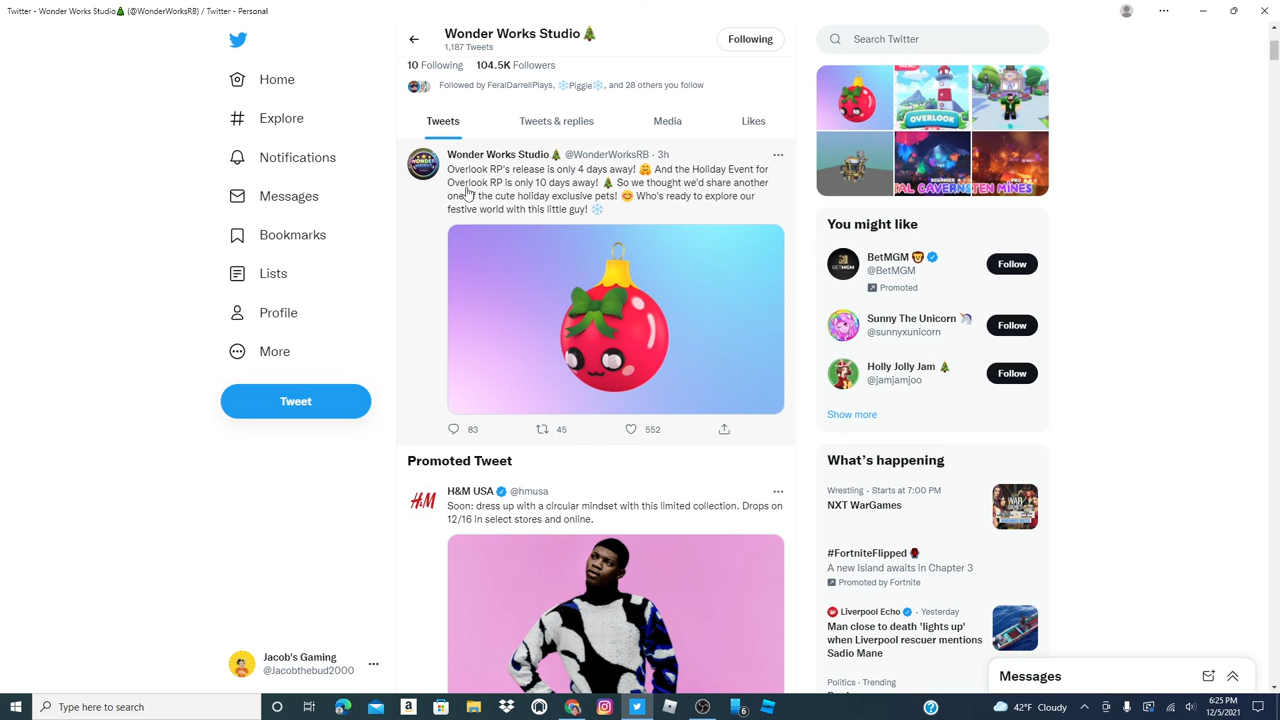 Twitter - Wonder Works Studio🎄 (@WonderWorksRB) / Twitter - Personal
Home
Explore
Notifications
Messages
Bookmarks
Lists
Profile
More
Tweet
Jacob's Gaming
@Jacobthebud2000
Wonder Works Studio🎄
1,187 Tweets
Following
10 Following 104.5K Followers
Followed by FeralDarrellPlays, ❄Piggie❄, and 28 others you follow
Tweets Tweets & replies Media Likes
Wonder Works Studio🎄 @WonderWorksRB · 3h
Overlook RP's release is only 4 days away! 🤗 And the Holiday Event for
Overlook RP is only 10 days away! 🎄 So we thought we'd share another
one of the cute holiday exclusive pets! 😊 Who's ready to explore our
festive world with this little guy! ❄
83 45 552
Promoted Tweet
H&M
H&M USA @hmusa
Soon: dress up with a circular mindset with this limited collection. Drops on
12/16 in select stores and online.
Search Twitter
OVERLOOK
BEGINNER
TAL CAVERNS
PRO
TEN MINES
You might like
BetMGM 🦁
@BetMGM
Promoted
Follow
Sunny The Unicorn 🦄
@sunnyxunicorn
Follow
Holly Jolly Jam 🎄
@jamjamjoo
Follow
Show more
What's happening
Wrestling · Starts at 7:00 PM
NXT WarGames
#FortniteFlipped
A new Island awaits in Chapter 3
Promoted by Fortnite
Liverpool Echo · Yesterday
Man close to death 'lights up'
when Liverpool rescuer mentions
Sadio Mane
Politics · Trending
Messages
Type here to search
42°F Cloudy
6:25 PM
12/5/2021